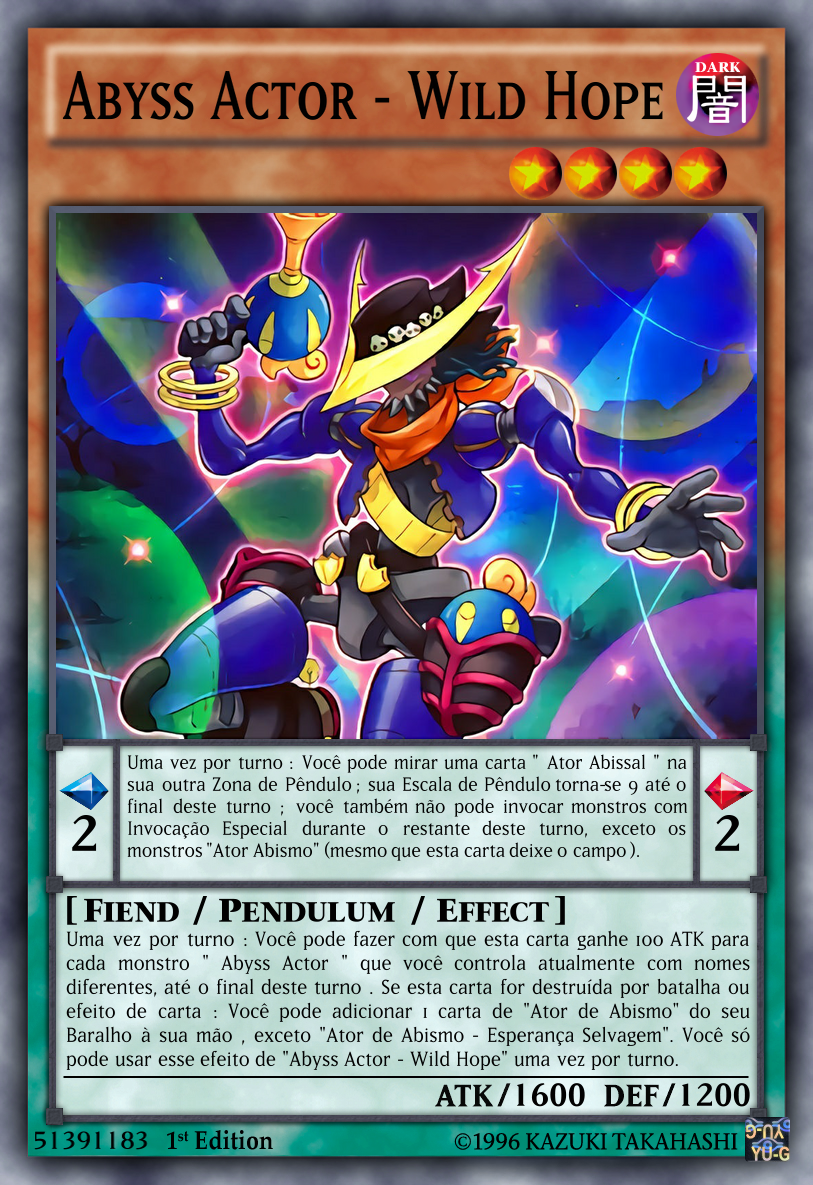 Abyss Actor - Wild Hope
DARK
闇
Uma vez por turno : Você pode mirar uma carta " Ator Abissal " na
sua outra Zona de Pêndulo ; sua Escala de Pêndulo torna-se 9 até o
final deste turno ; você também não pode invocar monstros com
Invocação Especial durante o restante deste turno, exceto os
monstros "Ator Abismo" (mesmo que esta carta deixe o campo ).
2
2
[ Fiend / Pendulum / Effect ]
Uma vez por turno : Você pode fazer com que esta carta ganhe 100 ATK para
cada monstro " Abyss Actor " que você controla atualmente com nomes
diferentes, até o final deste turno . Se esta carta for destruída por batalha ou
efeito de carta : Você pode adicionar 1 carta de "Ator de Abismo" do seu
Baralho à sua mão , exceto "Ator de Abismo - Esperança Selvagem". Você só
pode usar esse efeito de "Abyss Actor - Wild Hope" uma vez por turno.
ATK/1600 DEF/1200
51391183 1st Edition
©1996 KAZUKI TAKAHASHI
YU-G
YU-G